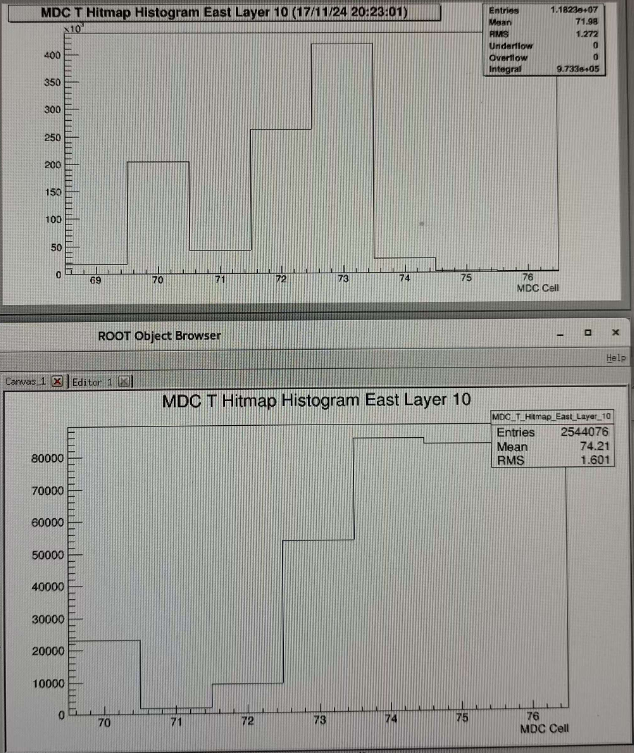 MDC T Hitmap Histogram East Layer 10 (17/11/24 20:23:01)
Entries 1.1823e+07
Mean 71.98
RMS 1.272
Underflow 0
Overflow 0
Integral 9.733e+05
×10³
400
350
300
250
200
150
100
50
0
69 70 71 72 73 74 75 76
MDC Cell
ROOT Object Browser
Help
Canvas_1 Editor 1
MDC T Hitmap Histogram East Layer 10
MDC_T_Hitmap_East_Layer_10
Entries 2544076
Mean 74.21
RMS 1.601
80000
70000
60000
50000
40000
30000
20000
10000
0
70 71 72 73 74 75 76
MDC Cell